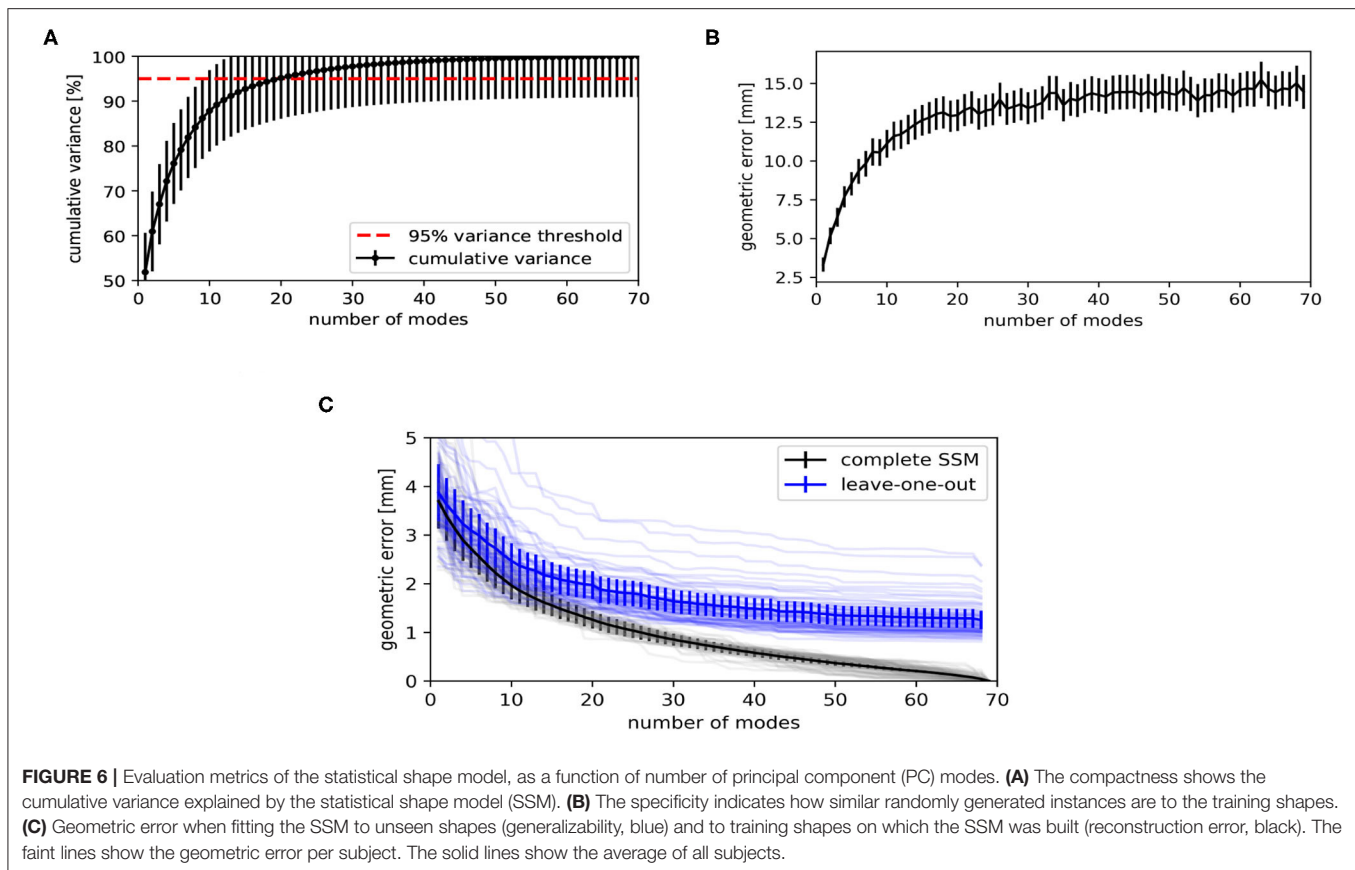 A
cumulative variance [%]
100
90
80
70
60
50
95% variance threshold
cumulative variance
0 10 20 30 40 50 60 70
number of modes
B
geometric error [mm]
15.0
12.5
10.0
7.5
5.0
2.5
0 10 20 30 40 50 60 70
number of modes
C
geometric error [mm]
5
4
3
2
1
0
complete SSM
leave-one-out
0 10 20 30 40 50 60 70
number of modes
FIGURE 6 | Evaluation metrics of the statistical shape model, as a function of number of principal component (PC) modes. (A) The compactness shows the
cumulative variance explained by the statistical shape model (SSM). (B) The specificity indicates how similar randomly generated instances are to the training shapes.
(C) Geometric error when fitting the SSM to unseen shapes (generalizability, blue) and to training shapes on which the SSM was built (reconstruction error, black). The
faint lines show the geometric error per subject. The solid lines show the average of all subjects.